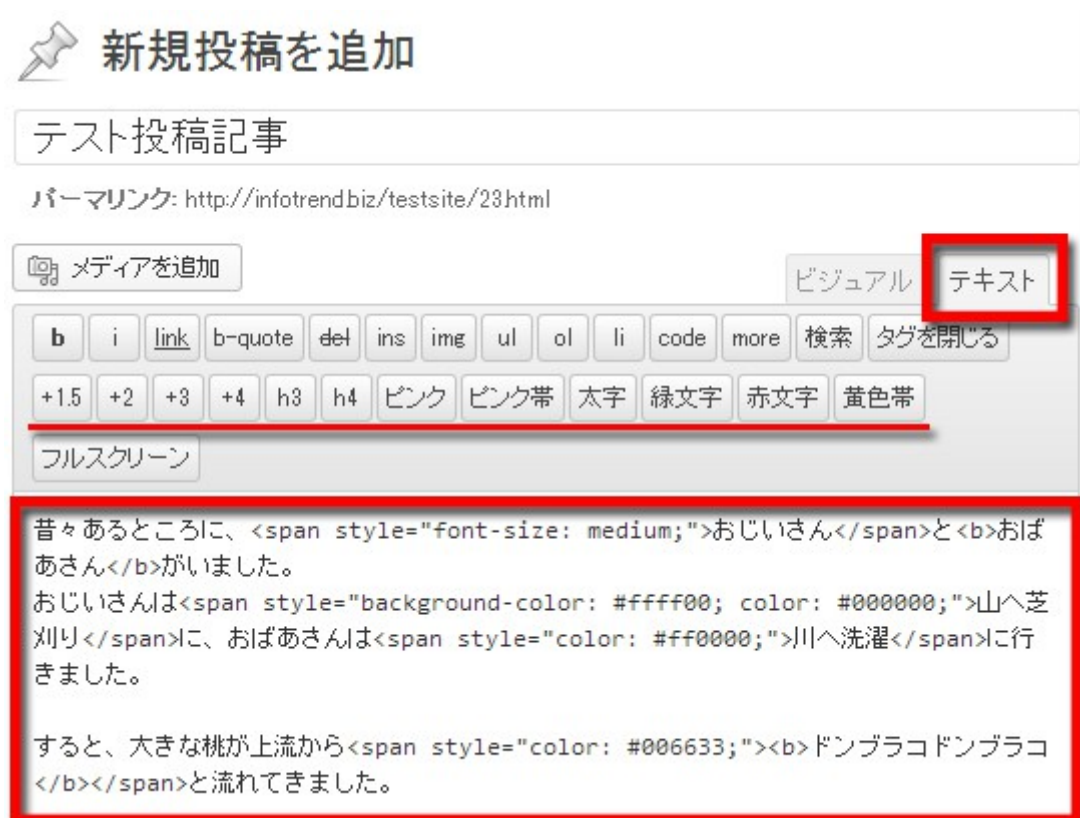 新規投稿を追加
テスト投稿記事
パーマリンク: http://infotrend.biz/testsite/23.html
メディアを追加
ビジュアル テキスト
b i link b-quote del ins img ul ol li code more 検索 タグを閉じる
+1.5 +2 +3 +4 h3 h4 ピンク ピンク帯 太字 緑文字 赤文字 黄色帯
フルスクリーン
昔々あるところに、<span style="font-size: medium;">おじいさん</span>と<b>おば
あさん</b>がいました。
おじいさんは<span style="background-color: #ffff00; color: #000000;">山へ芝
刈り</span>に、おばあさんは<span style="color: #ff0000;">川へ洗濯</span>に行
きました。
すると、大きな桃が上流から<span style="color: #006633;"><b>ドンブラコドンブラコ
</b></span>と流れてきました。